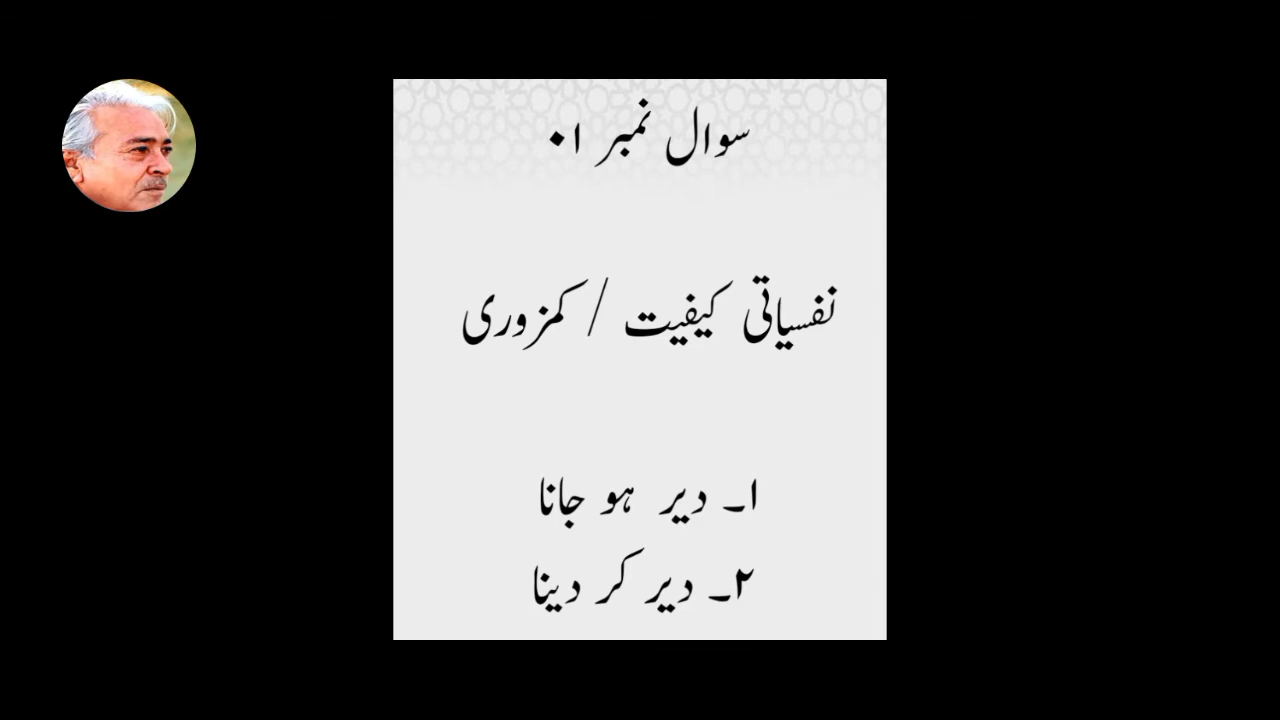 سوال نمبر ۰۱
نفسیاتی کیفیت / کمزوری
۱۔ دیر ہو جانا
۲۔ دیر کر دینا